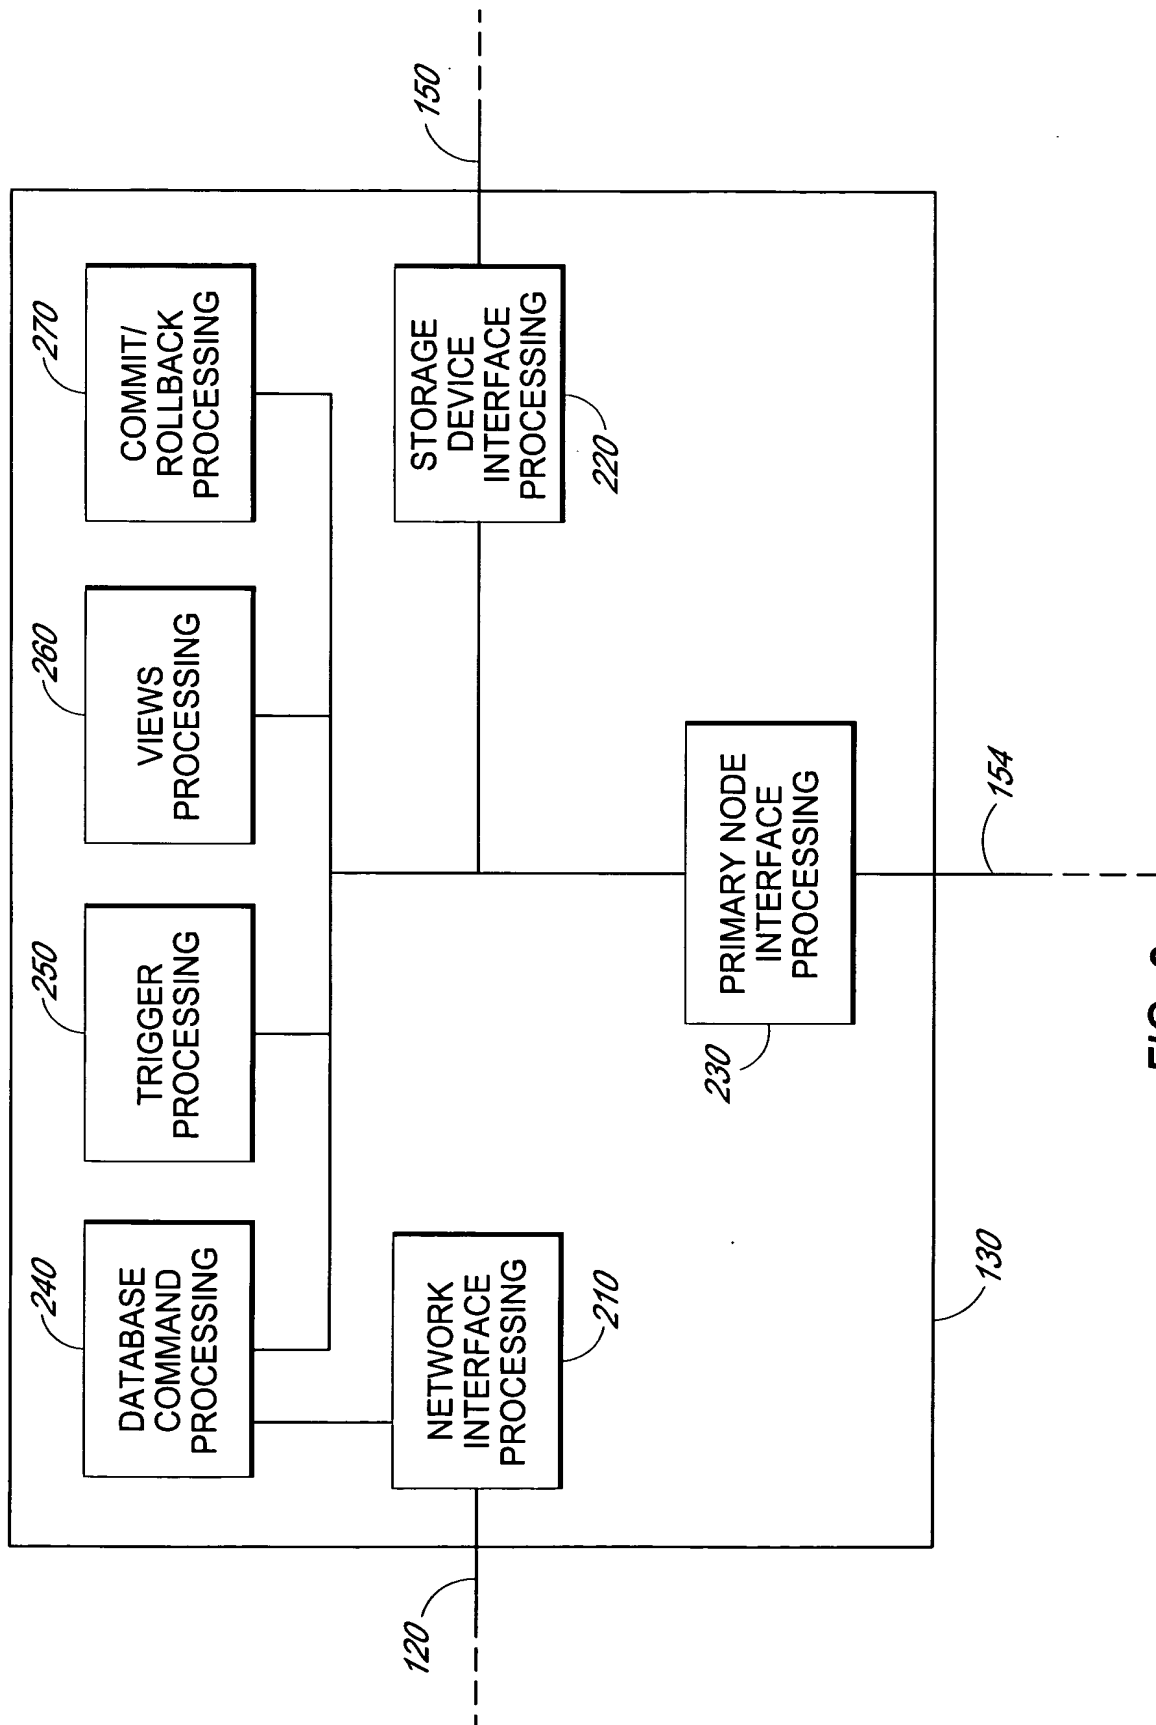 240
DATABASE
COMMAND
PROCESSING
250
TRIGGER
PROCESSING
260
VIEWS
PROCESSING
270
COMMIT/
ROLLBACK
PROCESSING
120
NETWORK
INTERFACE
PROCESSING
210
STORAGE
DEVICE
INTERFACE
PROCESSING
220
150
PRIMARY NODE
INTERFACE
PROCESSING
230
130
154
FIG.